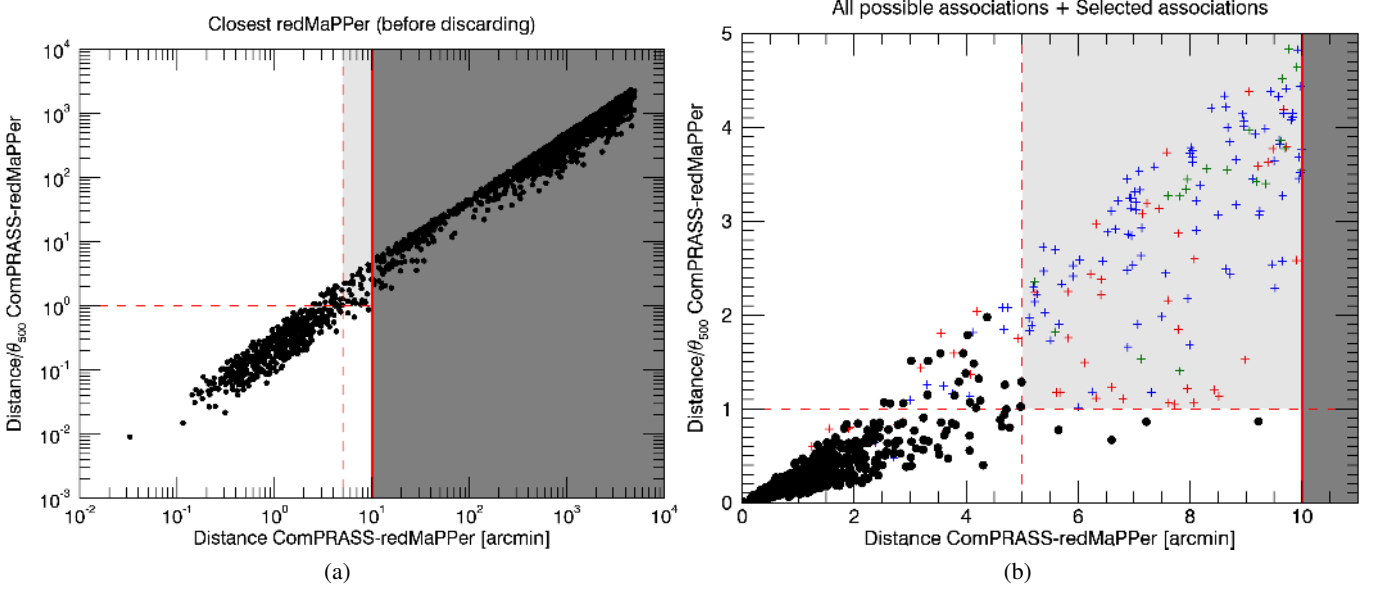 Closest redMaPPer (before discarding)
Distance/θ500 ComPRASS-redMaPPer
10^4
10^3
10^2
10^1
10^0
10^-1
10^-2
10^-3
10^-2 10^-1 10^0 10^1 10^2 10^3 10^4
Distance ComPRASS-redMaPPer [arcmin]
(a)
All possible associations + Selected associations
Distance/θ500 ComPRASS-redMaPPer
5
4
3
2
1
0
0 2 4 6 8 10
Distance ComPRASS-redMaPPer [arcmin]
(b)